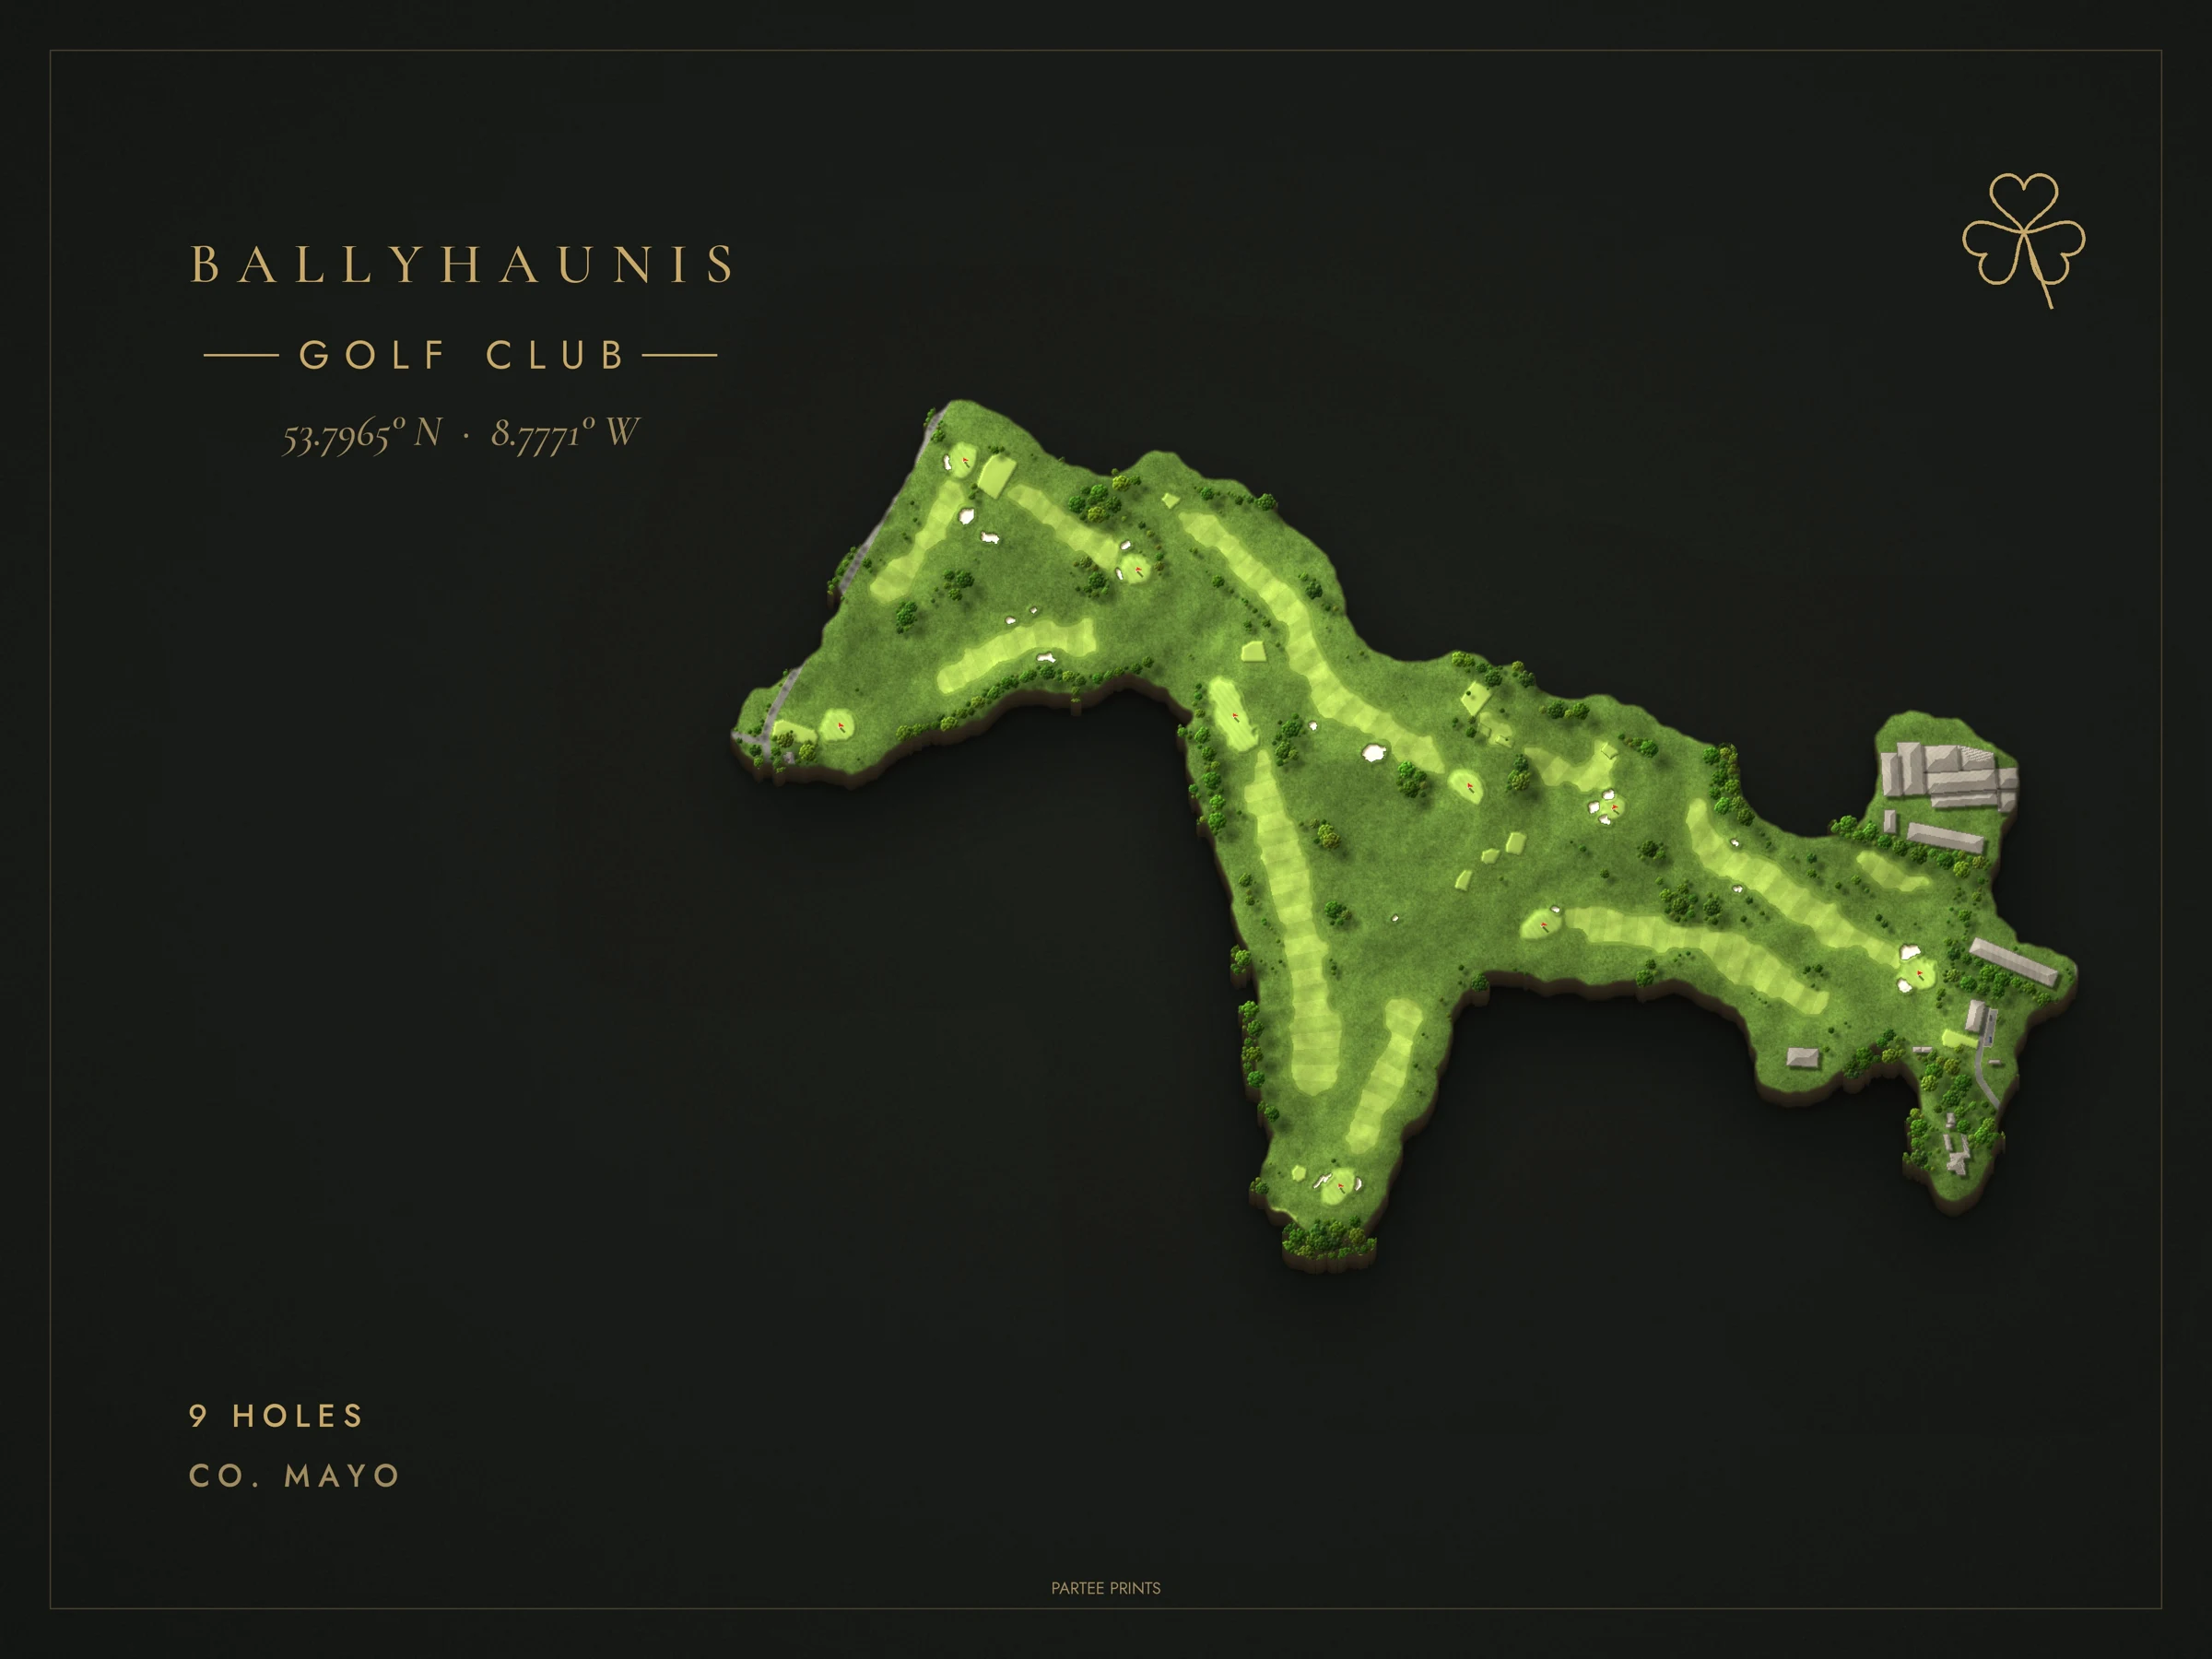 BALLYHAUNIS
GOLF CLUB
53.7965° N · 8.7771° W
9 HOLES
CO. MAYO
PARTEE PRINTS